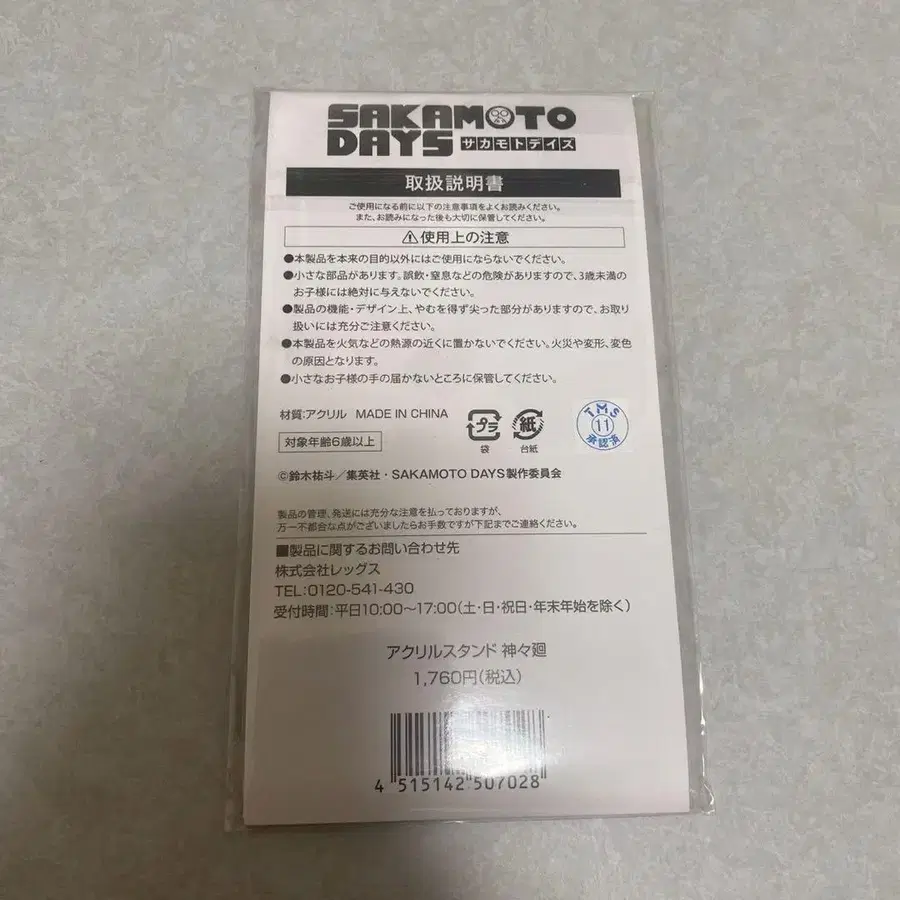 SAKAMOTO
DAYS サカモトデイズ
取扱説明書
ご使用になる前に以下の注意事項をよくお読みください。
また、お読みになった後も大切に保管してください。
⚠使用上の注意
●本製品を本来の目的以外にはご使用にならないでください。
●小さな部品があります。誤飲・窒息などの危険がありますので、3歳未満の
お子様には絶対に与えないでください。
●製品の機能・デザイン上、やむを得ず尖った部分がありますので、お取り
扱いには充分ご注意ください。
●本製品を火気などの熱源の近くに置かないでください。火災や変形、変色
の原因となります。
●小さなお子様の手の届かないところに保管してください。
材質:アクリル MADE IN CHINA
対象年齢6歳以上
プラ
袋
紙
台紙
TMS
11
承認済
©鈴木祐斗/集英社・SAKAMOTO DAYS製作委員会
製品の管理、発送には充分な注意を払っておりますが、
万一不都合な点がございましたらお手数ですが下記までご連絡ください。
■製品に関するお問い合わせ先
株式会社レッグス
TEL:0120-541-430
受付時間:平日10:00〜17:00(土・日・祝日・年末年始を除く)
アクリルスタンド 神々廻
1,760円(税込)
4 515142 507028